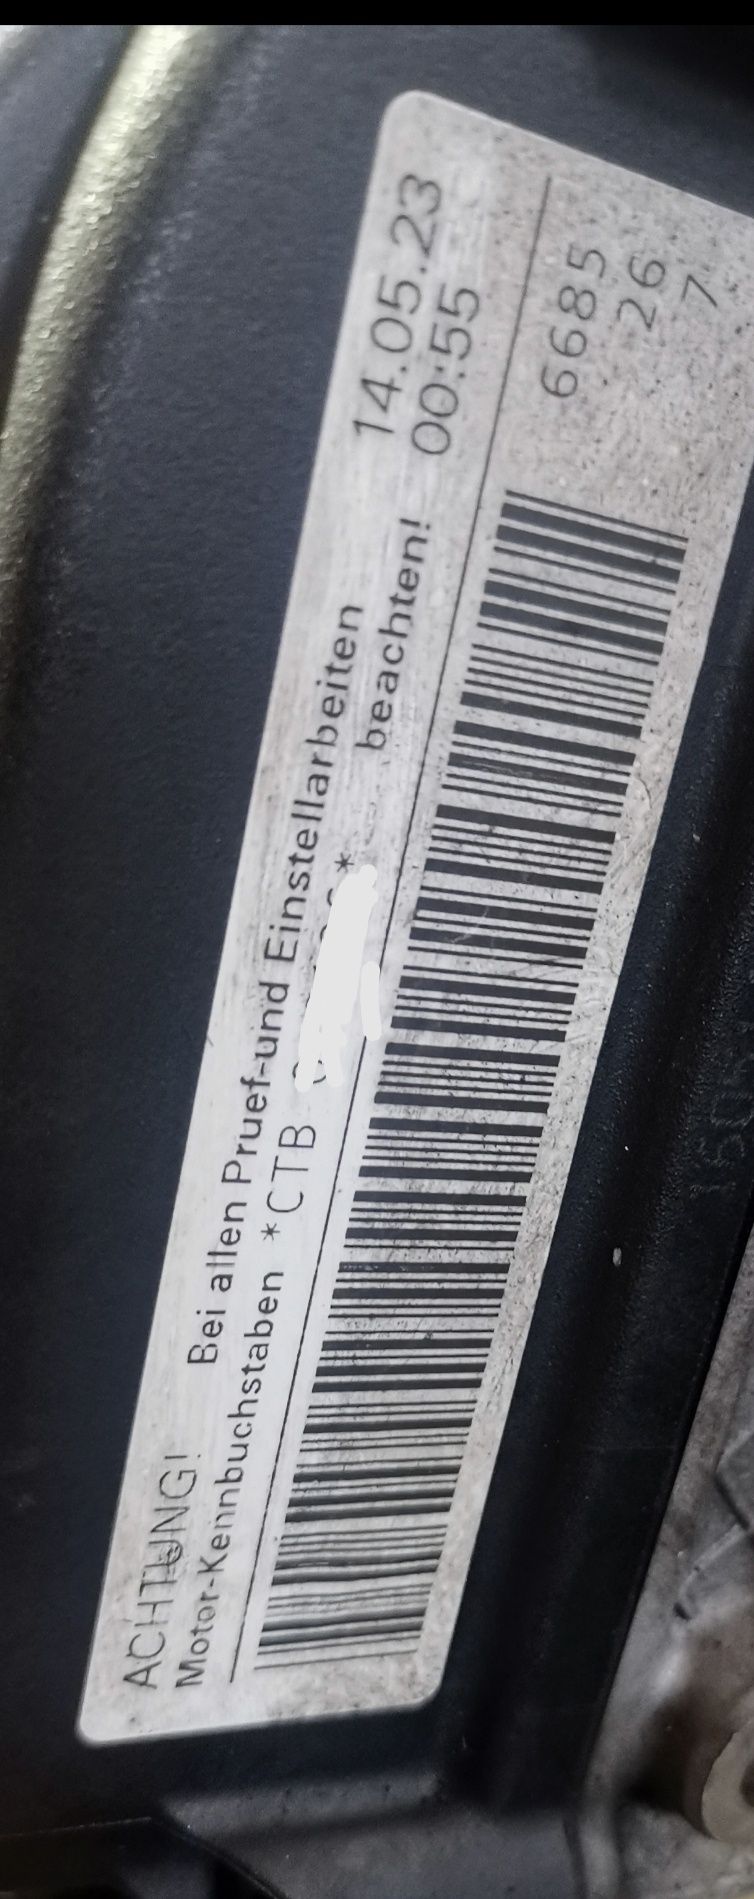 ACHTUNG!
Bei allen Pruef-und Einstellarbeiten 14.05.23
Motor-Kennbuchstaben *CTB * beachten! 00:55
6685
26
7